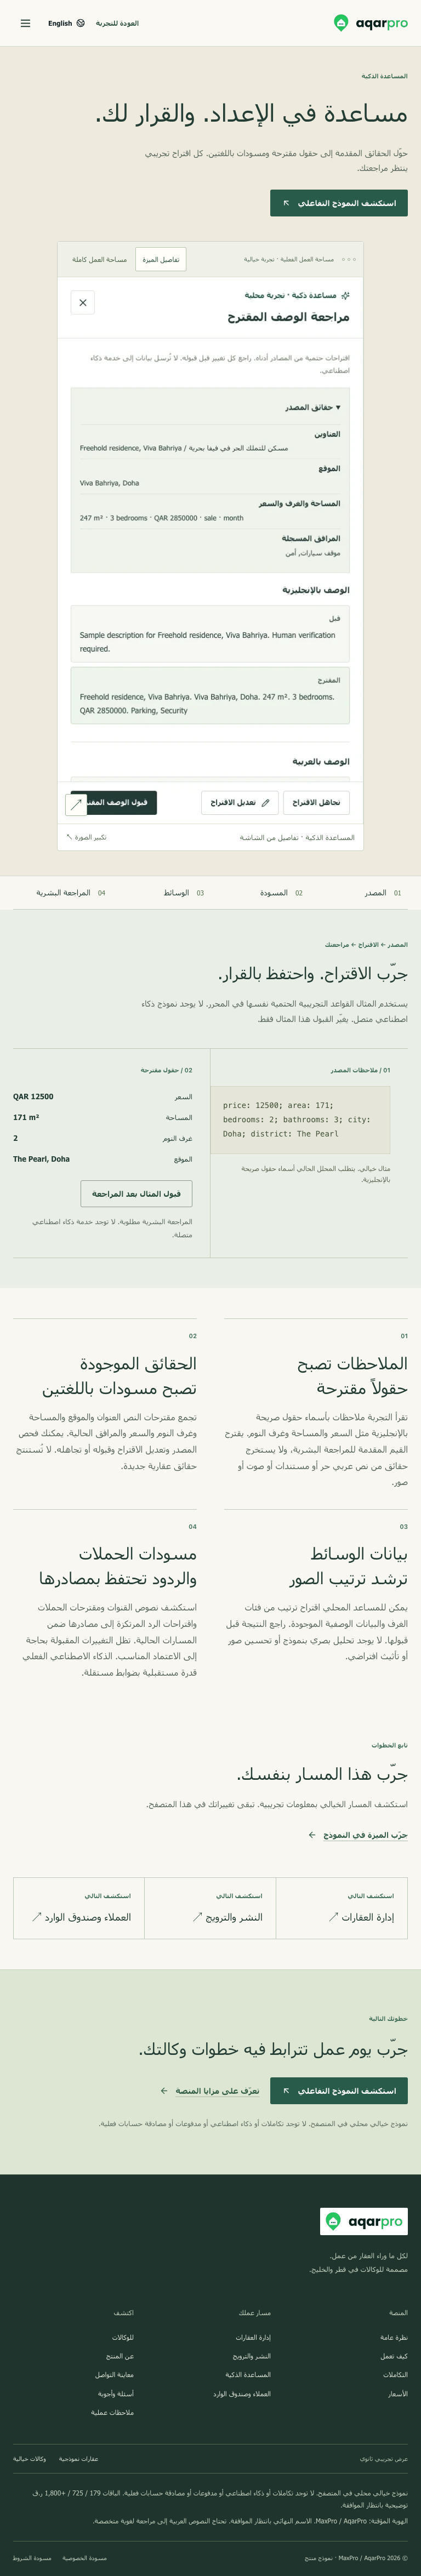 aqarpro
العودة للتجربة
English
المساعدة الذكية
مساعدة في الإعداد. والقرار لك.
حوّل الحقائق المقدمة إلى حقول مقترحة ومسودات باللغتين. كل اقتراح تجريبي
ينتظر مراجعتك.
استكشف النموذج التفاعلي
مساحة العمل الفعلية · تجربة خيالية
تفاصيل الميزة
مساحة العمل كاملة
مساعدة ذكية · تجربة محلية
مراجعة الوصف المقترح
اقتراحات حتمية من المصادر أدناه. راجع كل تغيير قبل قبوله. لا تُرسل بيانات إلى خدمة ذكاء
اصطناعي.
حقائق المصدر
العناوين
Freehold residence, Viva Bahriya / مسكن للتملك الحر في فيفا بحرية
الموقع
Viva Bahriya, Doha
المساحة والغرف والسعر
247 m² · 3 bedrooms · QAR 2850000 · sale · month
المرافق المسجلة
موقف سيارات, أمن
الوصف بالإنجليزية
قبل
Sample description for Freehold residence, Viva Bahriya. Human verification
required.
المقترح
Freehold residence, Viva Bahriya. Viva Bahriya, Doha. 247 m². 3 bedrooms.
QAR 2850000. Parking, Security
الوصف بالعربية
تجاهل الاقتراح
تعديل الاقتراح
قبول الوصف المقترح
المساعدة الذكية · تفاصيل من الشاشة
تكبير الصورة
01 المصدر
02 المسودة
03 الوسائط
04 المراجعة البشرية
المصدر ← الاقتراح ← مراجعتك
جرّب الاقتراح. واحتفظ بالقرار.
يستخدم المثال القواعد التجريبية الحتمية نفسها في المحرر. لا يوجد نموذج ذكاء
اصطناعي متصل. يغيّر القبول هذا المثال فقط.
01 / ملاحظات المصدر
price: 12500; area: 171;
bedrooms: 2; bathrooms: 3; city:
Doha; district: The Pearl
مثال خيالي. يتطلب المحلل الحالي أسماء حقول صريحة
بالإنجليزية.
02 / حقول مقترحة
السعر QAR 12500
المساحة 171 m²
غرف النوم 2
الموقع The Pearl, Doha
قبول المثال بعد المراجعة
المراجعة البشرية مطلوبة. لا توجد خدمة ذكاء اصطناعي
متصلة.
01
الملاحظات تصبح
حقولاً مقترحة
تقرأ التجربة ملاحظات بأسماء حقول صريحة
بالإنجليزية مثل السعر والمساحة وغرف النوم. يقترح
القيم المقدمة للمراجعة البشرية، ولا يستخرج
حقائق من نص عربي حر أو مستندات أو صوت أو
صور.
02
الحقائق الموجودة
تصبح مسودات باللغتين
تجمع مقترحات النص العنوان والموقع والمساحة
وغرف النوم والسعر والمرافق الحالية. يمكنك فحص
المصدر وتعديل الاقتراح وقبوله أو تجاهله. لا تُستنتج
حقائق عقارية جديدة.
03
بيانات الوسائط
ترشد ترتيب الصور
يمكن للمساعد المحلي اقتراح ترتيب من فئات
الغرف والبيانات الوصفية الموجودة. راجع النتيجة قبل
قبولها. لا يوجد تحليل بصري بنموذج أو تحسين صور
أو تأثيث افتراضي.
04
مسودات الحملات
والردود تحتفظ بمصادرها
استكشف نصوص القنوات ومقترحات الحملات
واقتراحات الرد المرتكزة إلى مصادرها ضمن
المسارات الحالية. تظل التغييرات المقبولة بحاجة
إلى الاعتماد المناسب. الذكاء الاصطناعي الفعلي
قدرة مستقبلية بضوابط مستقلة.
تابع الخطوات
جرّب هذا المسار بنفسك.
استكشف المسار الخيالي بمعلومات تجريبية. تبقى تغييراتك في هذا المتصفح.
جرّب الميزة في النموذج
استكشف التالي
إدارة العقارات
استكشف التالي
النشر والترويج
استكشف التالي
العملاء وصندوق الوارد
خطوتك التالية
جرّب يوم عمل تترابط فيه خطوات وكالتك.
استكشف النموذج التفاعلي
تعرّف على مزايا المنصة
نموذج خيالي محلي في المتصفح. لا توجد تكاملات أو ذكاء اصطناعي أو مدفوعات أو مصادقة حسابات فعلية.
aqarpro
لكل ما وراء العقار من عمل.
مصممة للوكالات في قطر والخليج.
المنصة
نظرة عامة
كيف تعمل
التكاملات
الأسعار
مسار عملك
إدارة العقارات
النشر والترويج
المساعدة الذكية
العملاء وصندوق الوارد
اكتشف
للوكالات
عن المنتج
معاينة التواصل
أسئلة وأجوبة
ملاحظات عملية
عرض تجريبي ثانوي
عقارات نموذجية
وكالات خيالية
نموذج خيالي محلي في المتصفح. لا توجد تكاملات أو ذكاء اصطناعي أو مدفوعات أو مصادقة حسابات فعلية. الباقات 179 / 725 / +1,800 ر.ق
توضيحية بانتظار الموافقة.
الهوية المؤقتة: MaxPro / AqarPro. الاسم النهائي بانتظار الموافقة. تحتاج النصوص العربية إلى مراجعة لغوية متخصصة.
© 2026 MaxPro / AqarPro · نموذج منتج
مسودة الخصوصية
مسودة الشروط